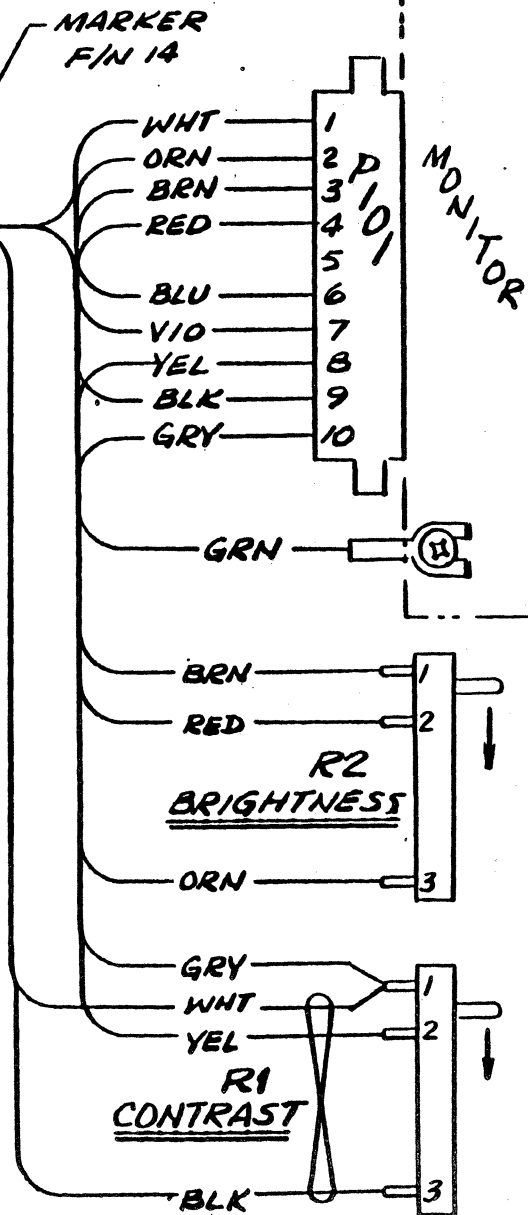 MARKER
F/N 14
WHT 1
ORN 2
BRN 3
RED 4
5
BLU 6
VIO 7
YEL 8
BLK 9
GRY 10
P101
MONITOR
GRN
BRN 1
RED 2
R2
BRIGHTNESS
ORN 3
GRY 1
WHT
YEL 2
R1
CONTRAST
BLK 3